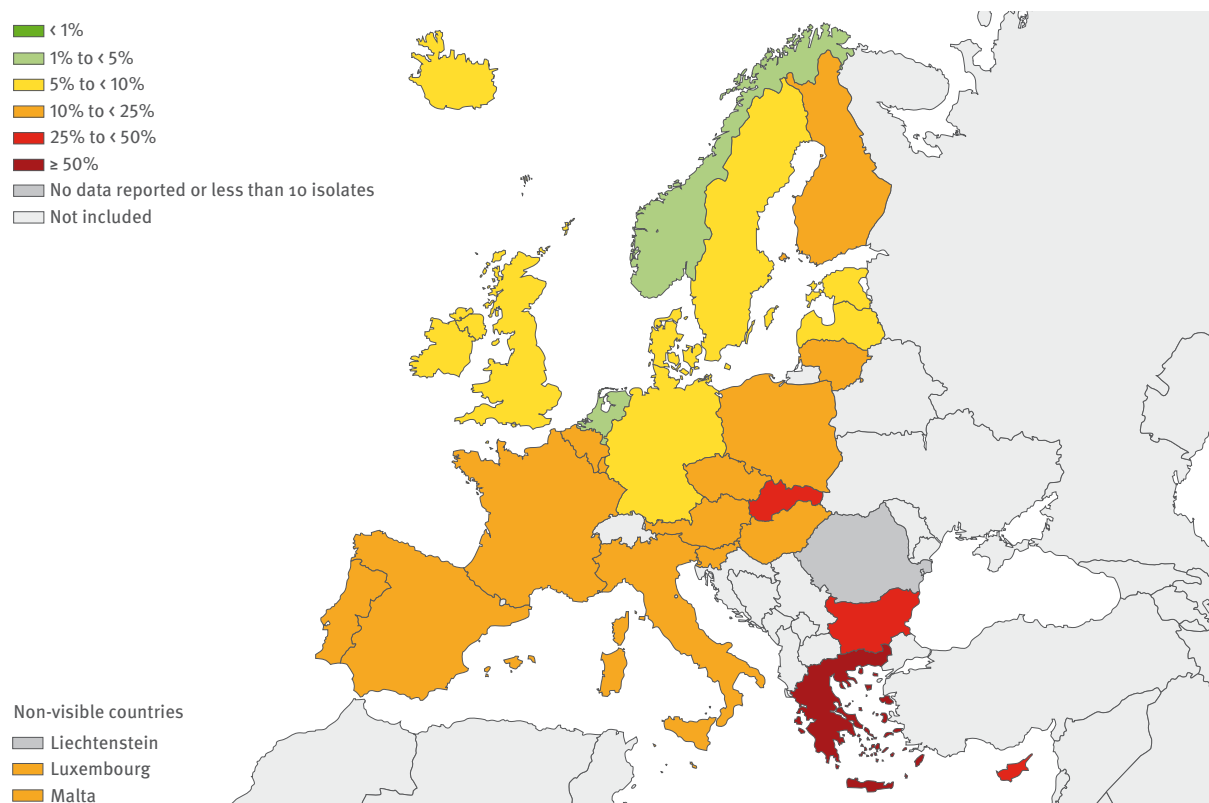 < 1%
1% to < 5%
5% to < 10%
10% to < 25%
25% to < 50%
≥ 50%
No data reported or less than 10 isolates
Not included
Non-visible countries
Liechtenstein
Luxembourg
Malta